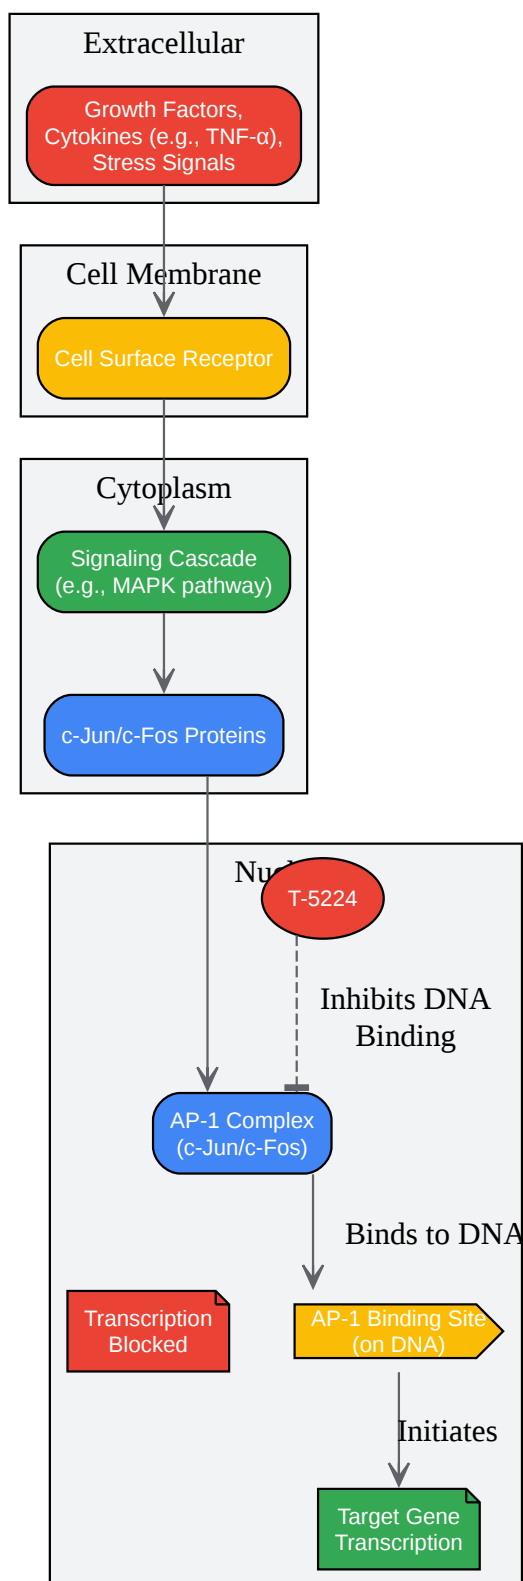 Extracellular
Growth Factors,
Cytokines (e.g., TNF-α),
Stress Signals
Cell Membrane
Cell Surface Receptor
Cytoplasm
Signaling Cascade
(e.g., MAPK pathway)
c-Jun/c-Fos Proteins
T-5224
Inhibits DNA
Binding
AP-1 Complex
(c-Jun/c-Fos)
Binds to DNA
Transcription
Blocked
AP-1 Binding Site
(on DNA)
Initiates
Target Gene
Transcription